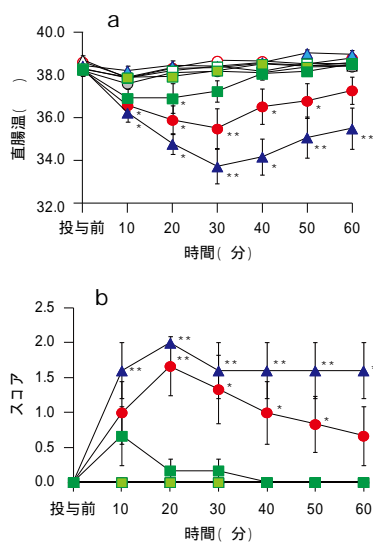 a
40.0
38.0
36.0
34.0
32.0
直腸温( )
* * * ** ** * * * * * **
投与前 10 20 30 40 50 60
時間( 分)
b
2.5
2.0
1.5
1.0
0.5
0.0
スコア
** ** ** ** * ** * ** * *
投与前 10 20 30 40 50 60
時間( 分)